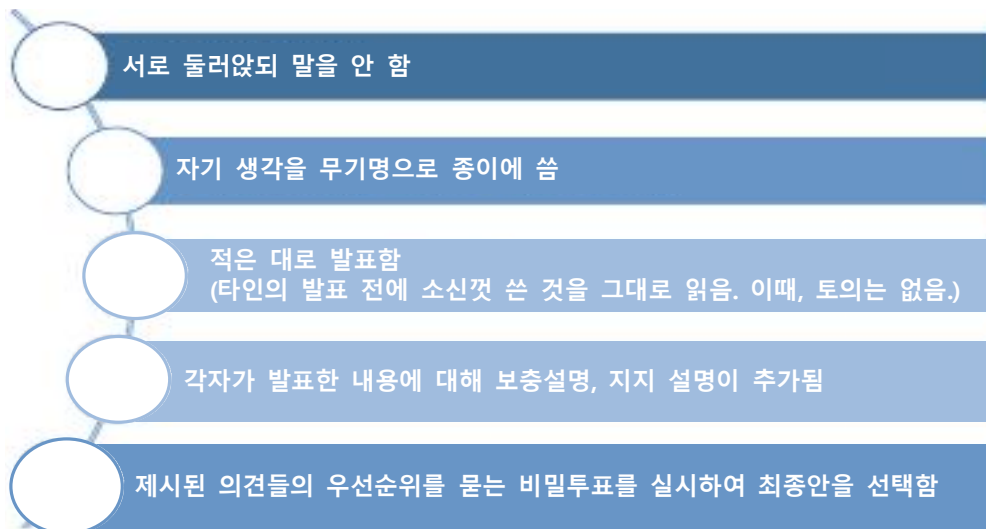 서로 둘러앉되 말을 안 함
자기 생각을 무기명으로 종이에 씀
적은 대로 발표함
(타인의 발표 전에 소신껏 쓴 것을 그대로 읽음. 이때, 토의는 없음.)
각자가 발표한 내용에 대해 보충설명, 지지 설명이 추가됨
제시된 의견들의 우선순위를 묻는 비밀투표를 실시하여 최종안을 선택함